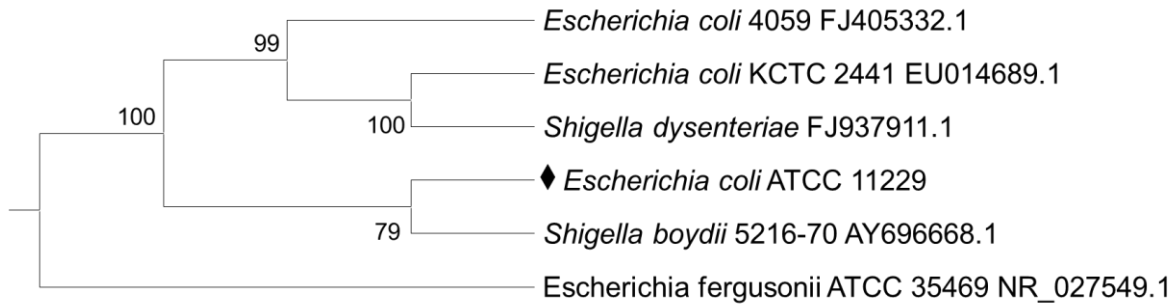 Escherichia coli 4059 FJ405332.1
99
Escherichia coli KCTC 2441 EU014689.1
100
100
Shigella dysenteriae FJ937911.1
♦ Escherichia coli ATCC 11229
79
Shigella boydii 5216-70 AY696668.1
Escherichia fergusonii ATCC 35469 NR_027549.1